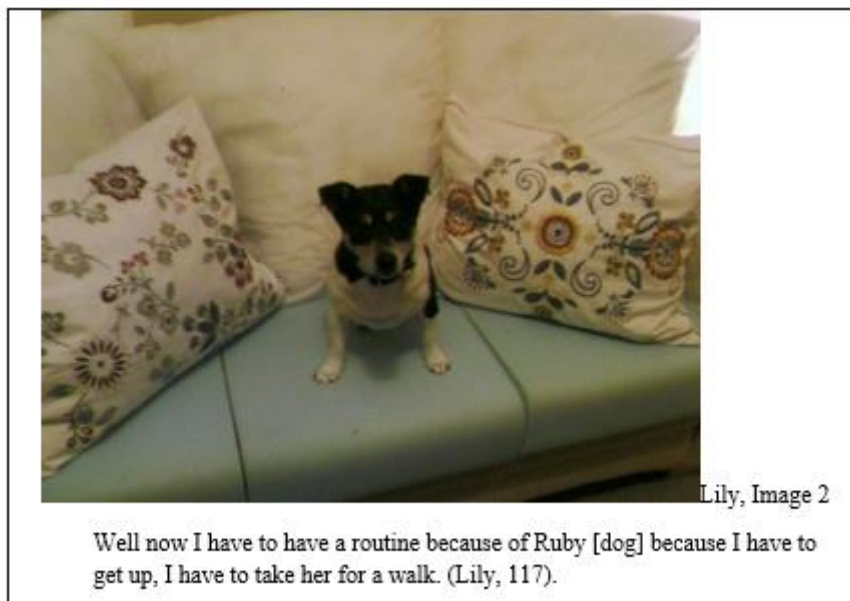 Lily, Image 2
Well now I have to have a routine because of Ruby [dog] because I have to
get up, I have to take her for a walk. (Lily, 117).